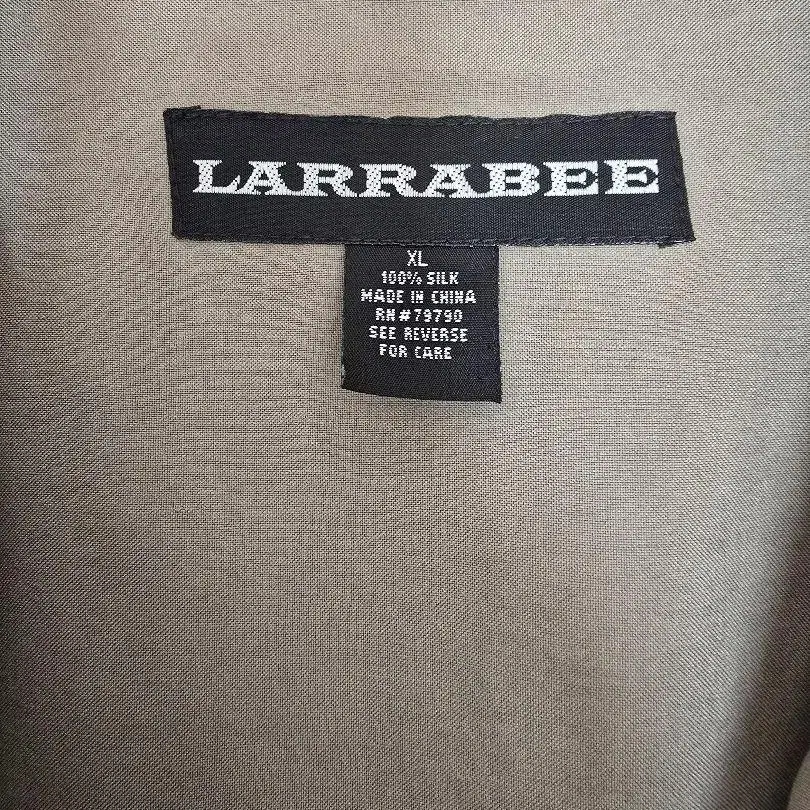 LARRABEE
XL
100% SILK
MADE IN CHINA
RN#79790
SEE REVERSE
FOR CARE